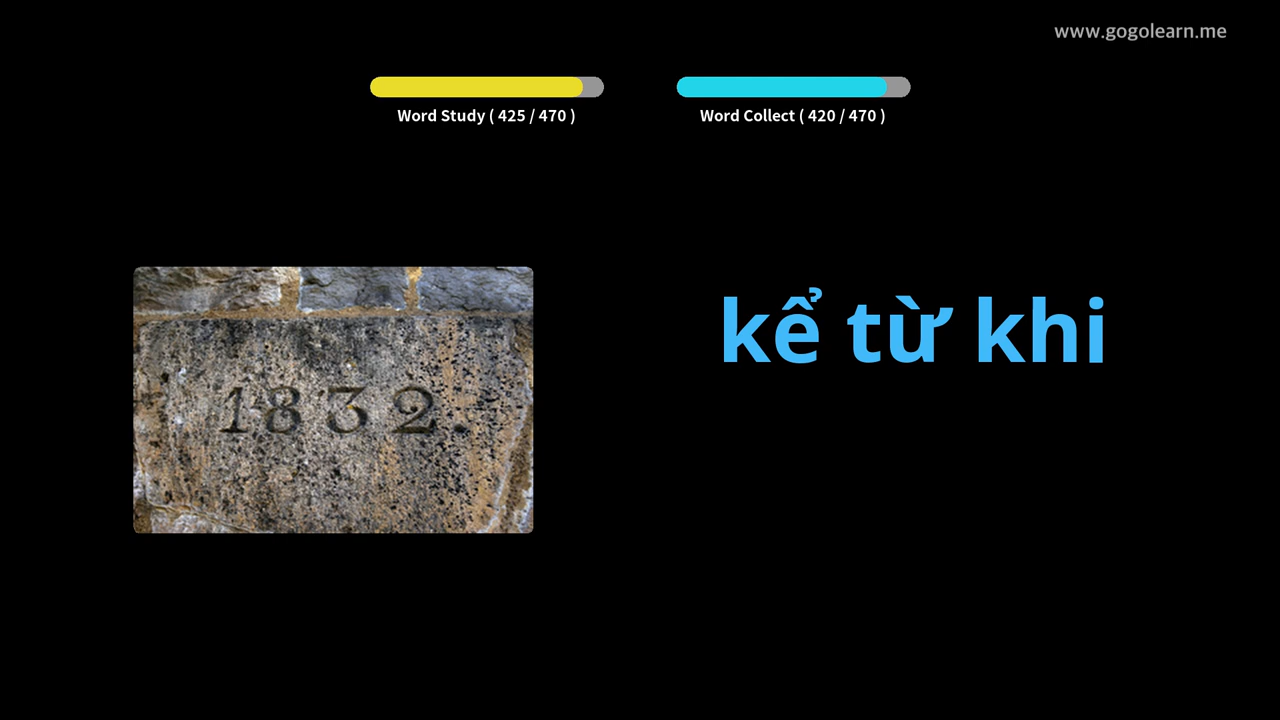 www.gogolearn.me
Word Study ( 425 / 470 )
Word Collect ( 420 / 470 )
kể từ khi
1832.